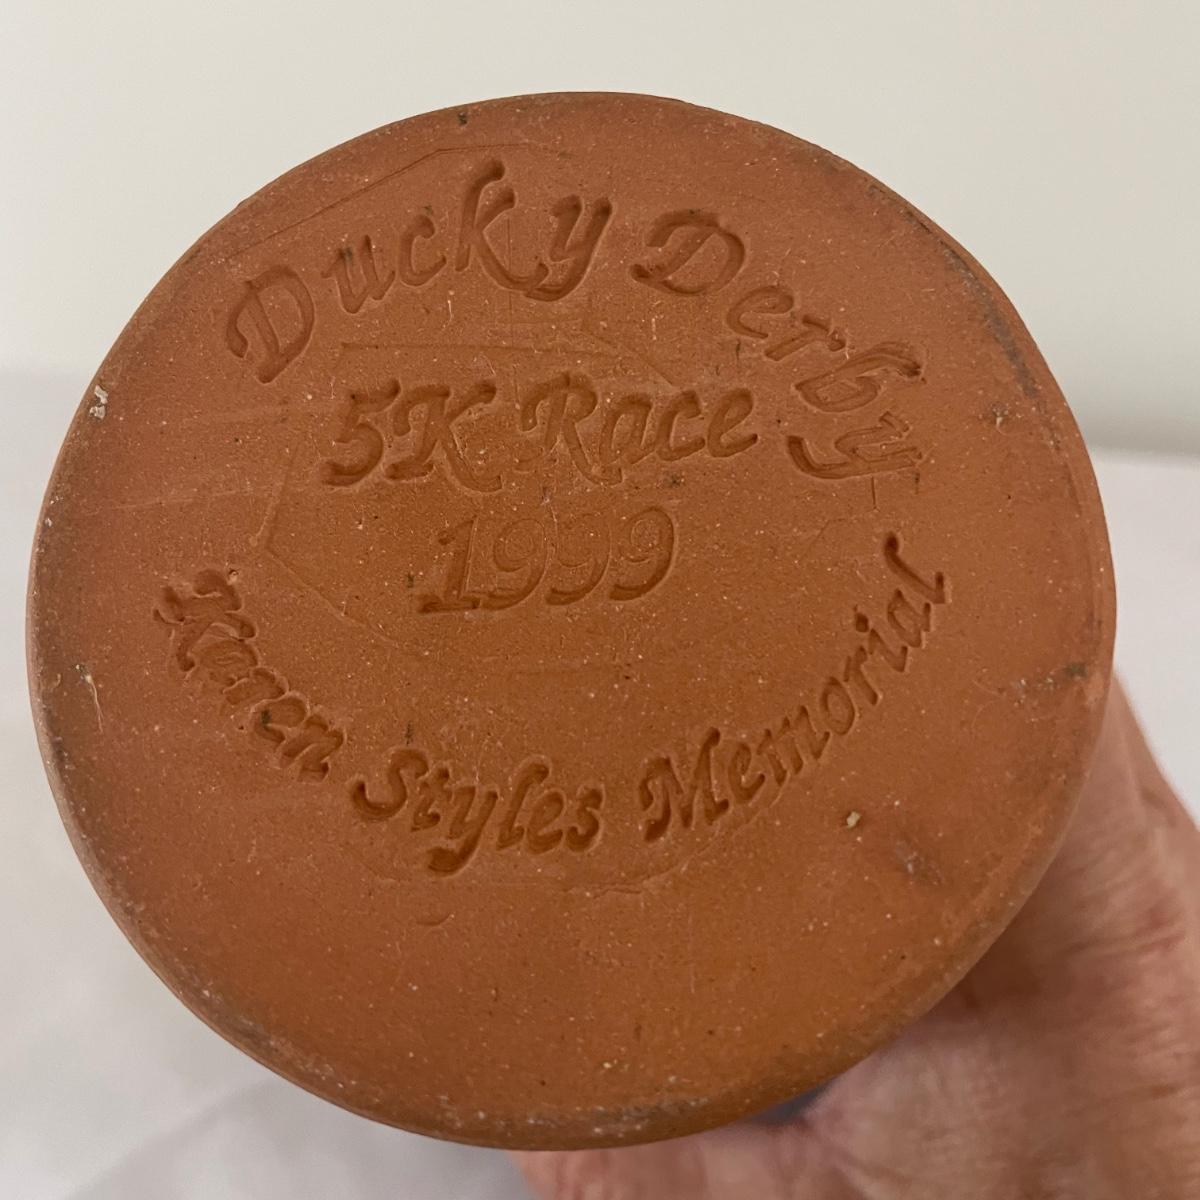 Ducky Derby
5K Race
1999
Karen Styles Memorial